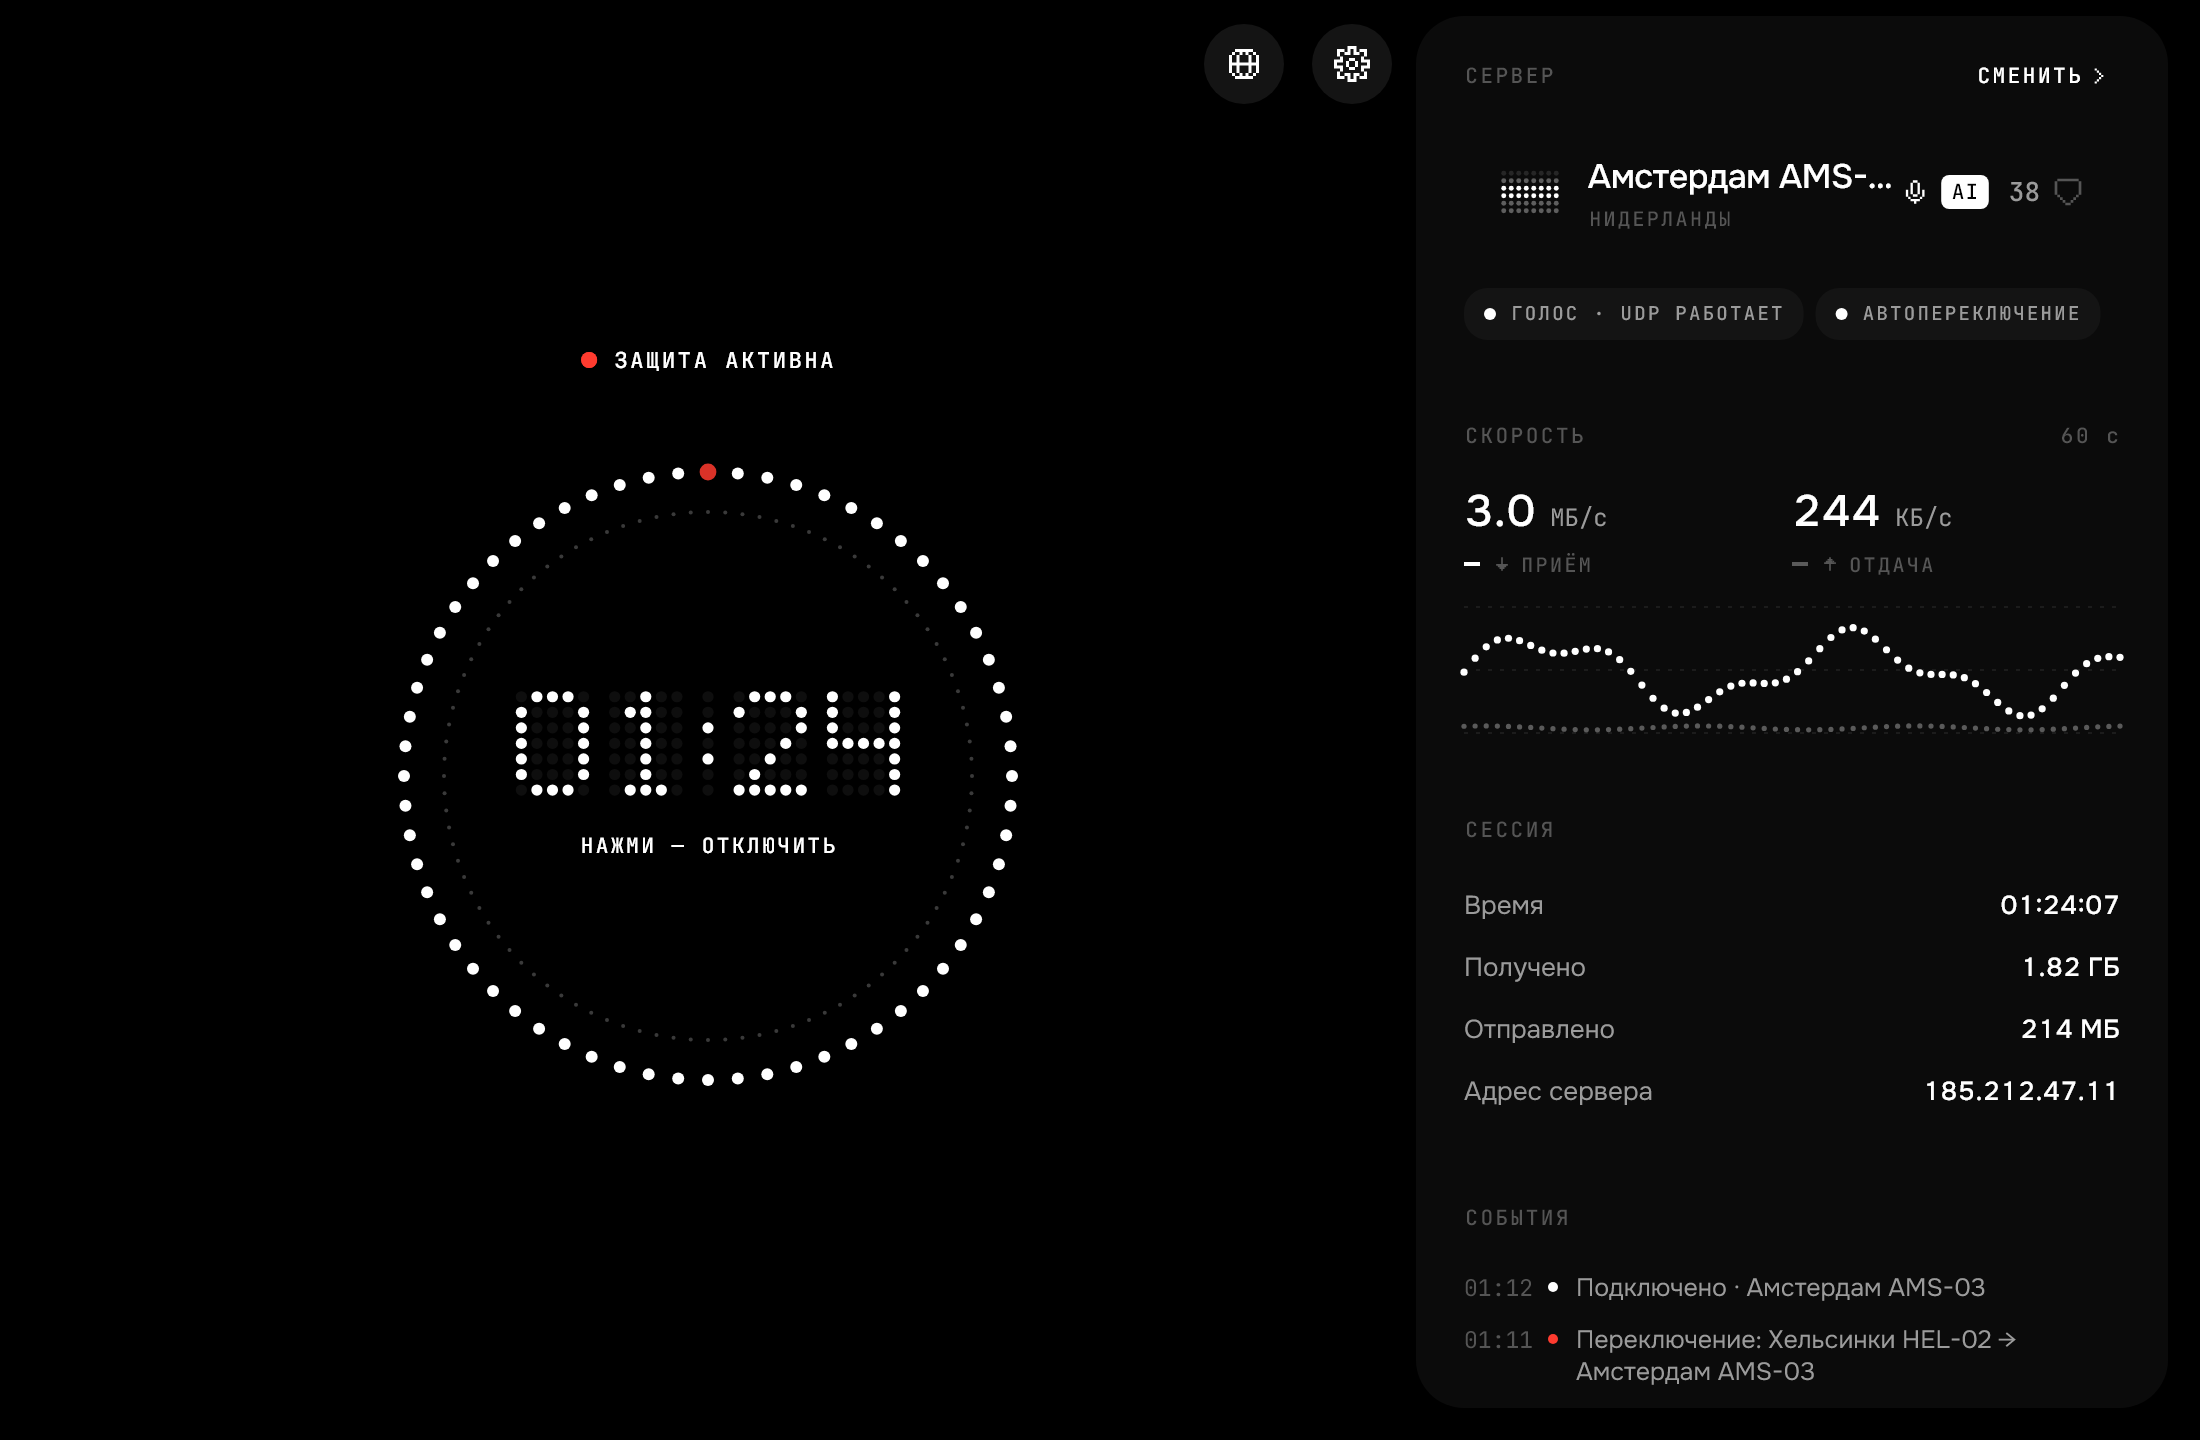 ЗАЩИТА АКТИВНА
01:24
НАЖМИ — ОТКЛЮЧИТЬ
СЕРВЕР
СМЕНИТЬ >
Амстердам AMS-...
AI 38
НИДЕРЛАНДЫ
ГОЛОС · UDP РАБОТАЕТ
АВТОПЕРЕКЛЮЧЕНИЕ
СКОРОСТЬ
60 с
3.0 МБ/с
244 КБ/с
↓ ПРИЁМ
↑ ОТДАЧА
СЕССИЯ
Время 01:24:07
Получено 1.82 ГБ
Отправлено 214 МБ
Адрес сервера 185.212.47.11
СОБЫТИЯ
01:12 Подключено · Амстердам AMS-03
01:11 Переключение: Хельсинки HEL-02 →
Амстердам AMS-03